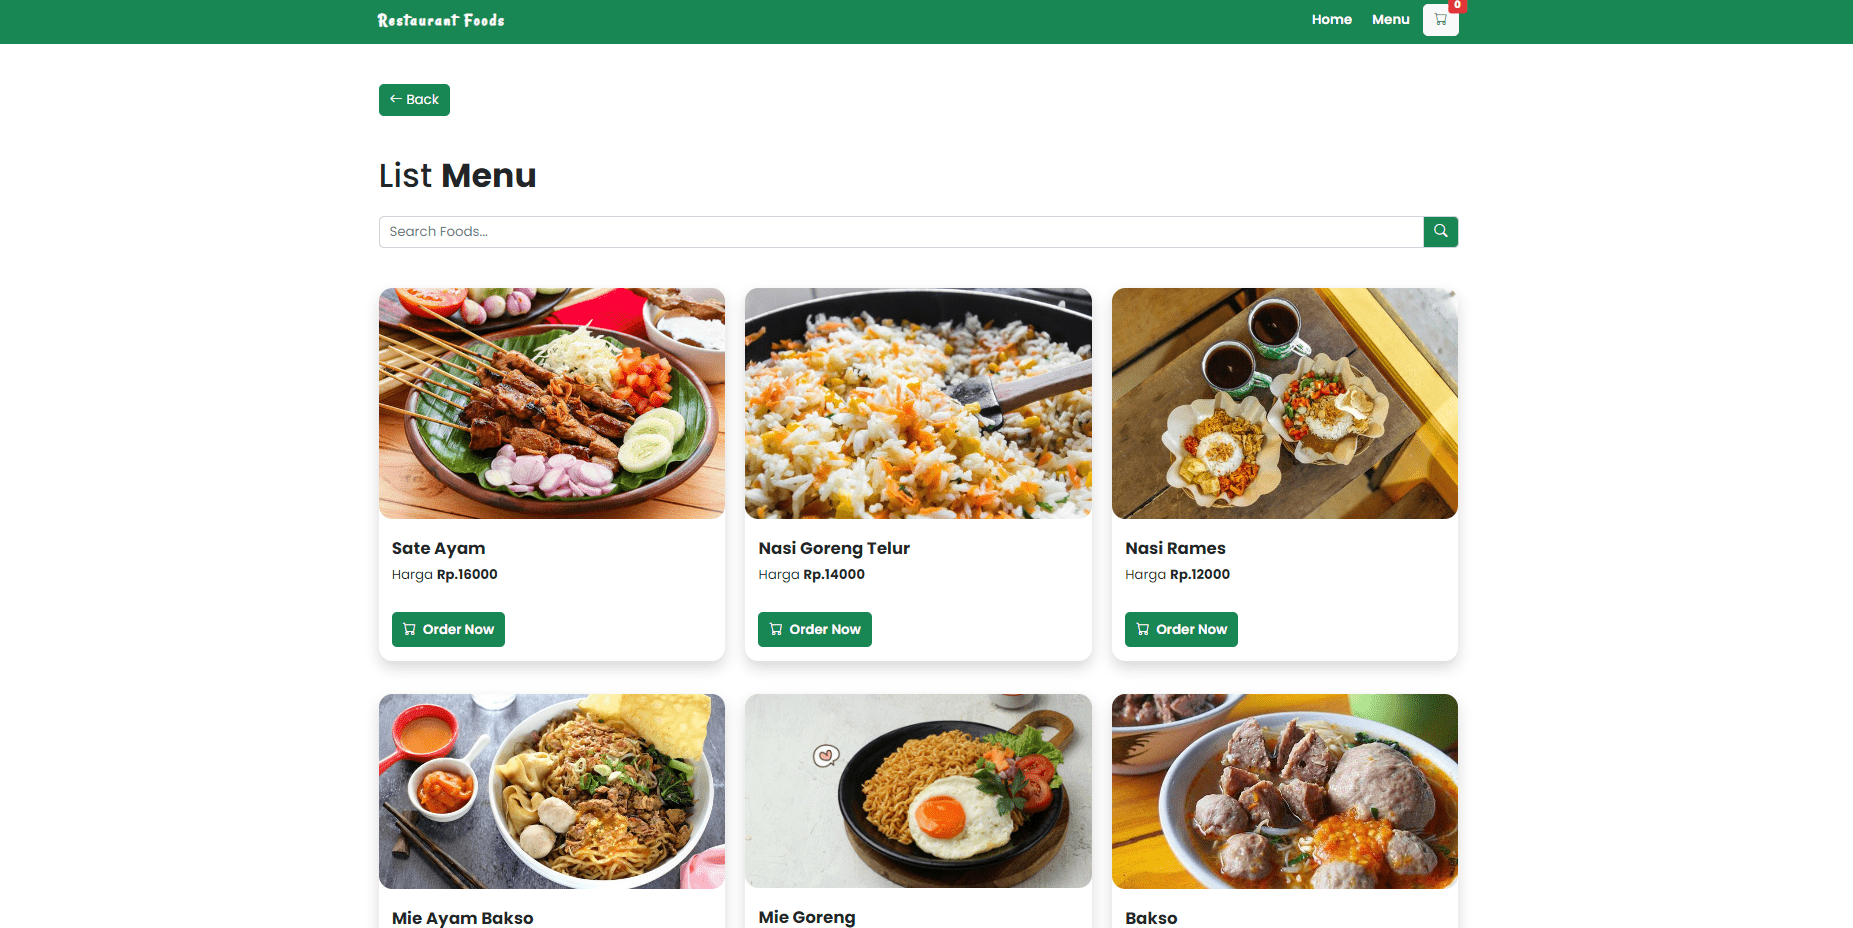 Restaurant Foods
Home Menu 0
Back
List Menu
Search Foods...
Sate Ayam
Harga Rp.16000
Order Now
Nasi Goreng Telur
Harga Rp.14000
Order Now
Nasi Rames
Harga Rp.12000
Order Now
Mie Ayam Bakso
Mie Goreng
Bakso